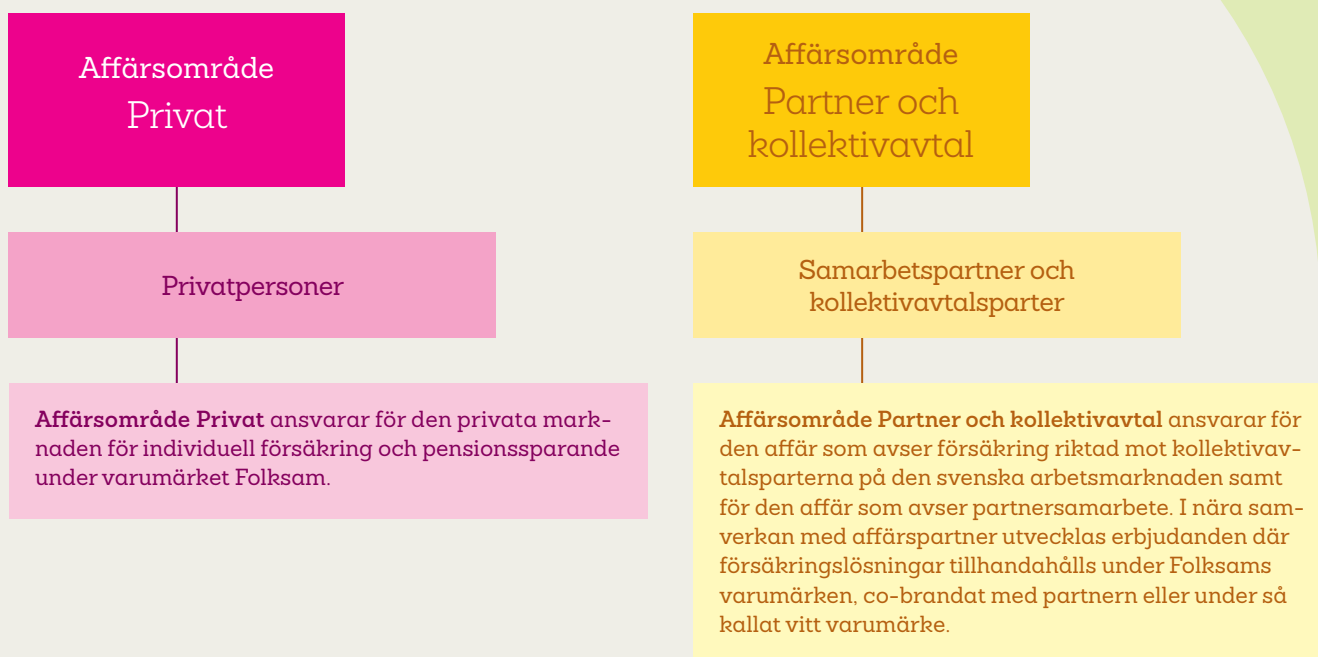 Affärsområde
Privat
Privatpersoner
Affärsområde Privat ansvarar för den privata mark-
naden för individuell försäkring och pensionssparande
under varumärket Folksam.
Affärsområde
Partner och
kollektivavtal
Samarbetspartner och
kollektivavtalsparter
Affärsområde Partner och kollektivavtal ansvarar för
den affär som avser försäkring riktad mot kollektivav-
talsparterna på den svenska arbetsmarknaden samt
för den affär som avser partnersamarbete. I nära sam-
verkan med affärspartner utvecklas erbjudanden där
försäkringslösningar tillhandahålls under Folksams
varumärken, co-brandat med partnern eller under så
kallat vitt varumärke.